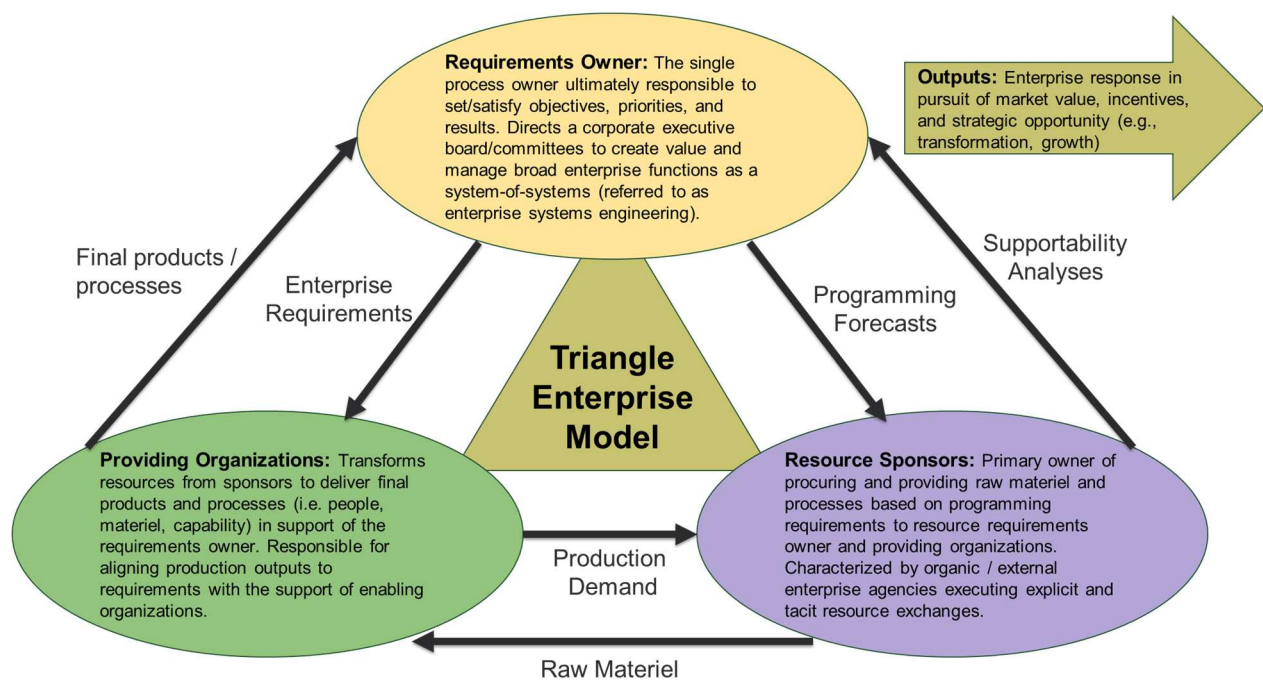 Requirements Owner: The single
process owner ultimately responsible to
set/satisfy objectives, priorities, and
results. Directs a corporate executive
board/committees to create value and
manage broad enterprise functions as a
system-of-systems (referred to as
enterprise systems engineering).
Outputs: Enterprise response in
pursuit of market value, incentives,
and strategic opportunity (e.g.,
transformation, growth)
Final products /
processes
Enterprise
Requirements
Programming
Forecasts
Supportability
Analyses
Triangle
Enterprise
Model
Providing Organizations: Transforms
resources from sponsors to deliver final
products and processes (i.e. people,
materiel, capability) in support of the
requirements owner. Responsible for
aligning production outputs to
requirements with the support of enabling
organizations.
Production
Demand
Resource Sponsors: Primary owner of
procuring and providing raw materiel and
processes based on programming
requirements to resource requirements
owner and providing organizations.
Characterized by organic / external
enterprise agencies executing explicit and
tacit resource exchanges.
Raw Materiel